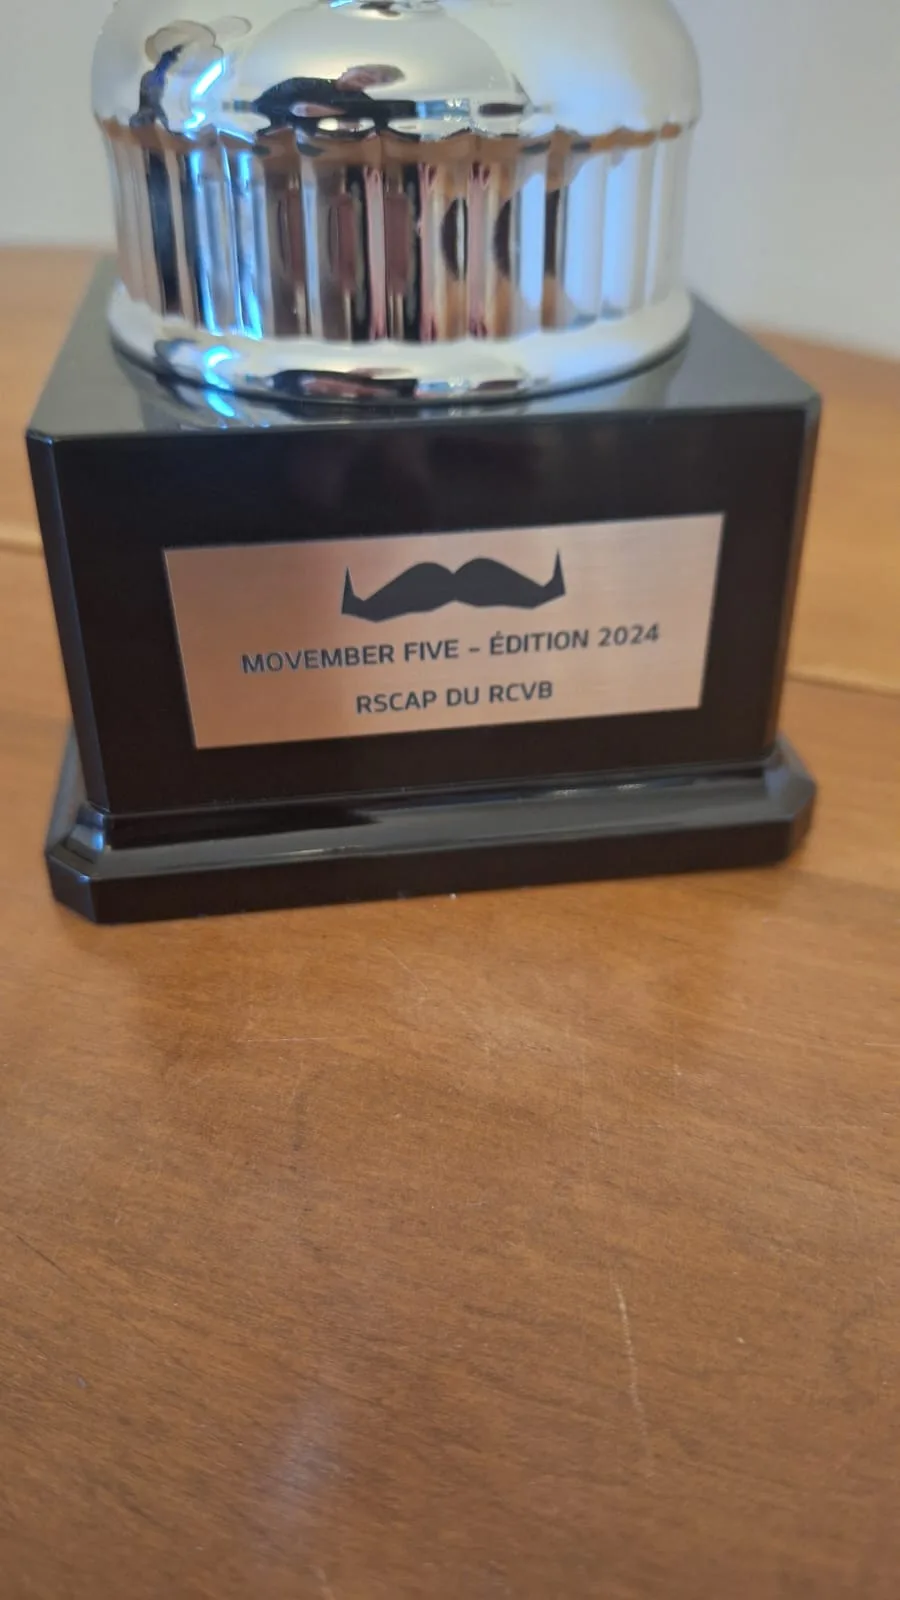 MOVEMBER FIVE – ÉDITION 2024
RSCAP DU RCVB